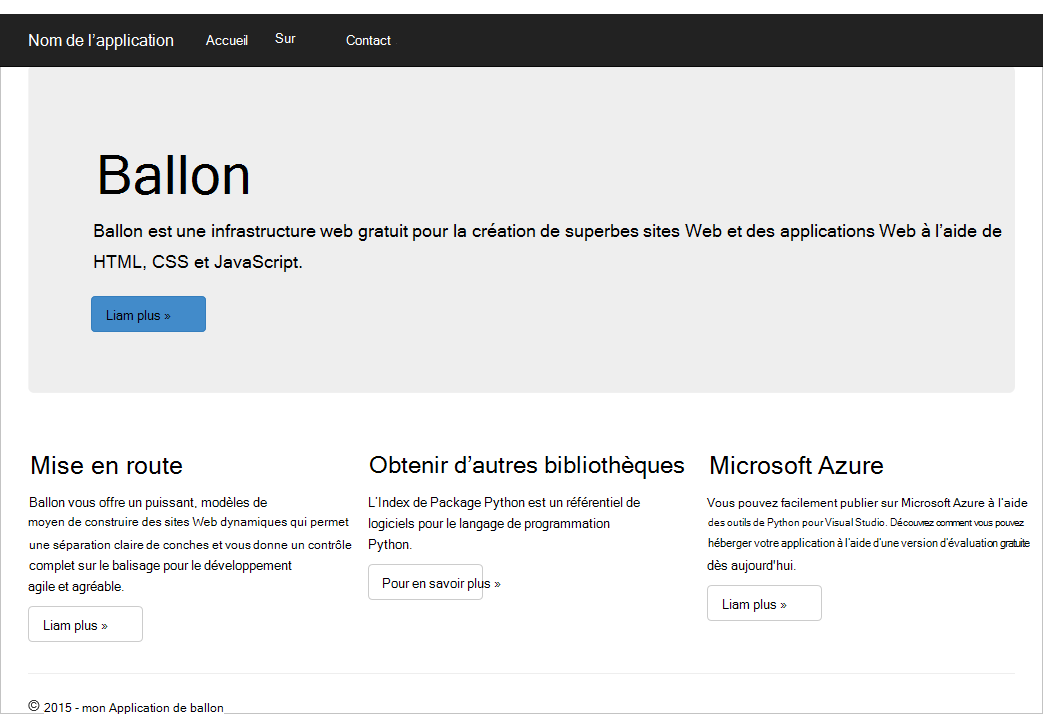 Nom de l’application Accueil Sur Contact
Ballon
Ballon est une infrastructure web gratuit pour la création de superbes sites Web et des applications Web à l’aide de
HTML, CSS et JavaScript.
Liam plus »
Mise en route
Ballon vous offre un puissant, modèles de
moyen de construire des sites Web dynamiques qui permet
une séparation claire de conches et vous donne un contrôle
complet sur le balisage pour le développement
agile et agréable.
Liam plus »
Obtenir d’autres bibliothèques
L’Index de Package Python est un référentiel de
logiciels pour le langage de programmation
Python.
Pour en savoir plus »
Microsoft Azure
Vous pouvez facilement publier sur Microsoft Azure à l’aide
des outils de Python pour Visual Studio. Découvrez comment vous pouvez
héberger votre application à l’aide d’une version d’évaluation gratuite
dès aujourd'hui.
Liam plus »
© 2015 - mon Application de ballon